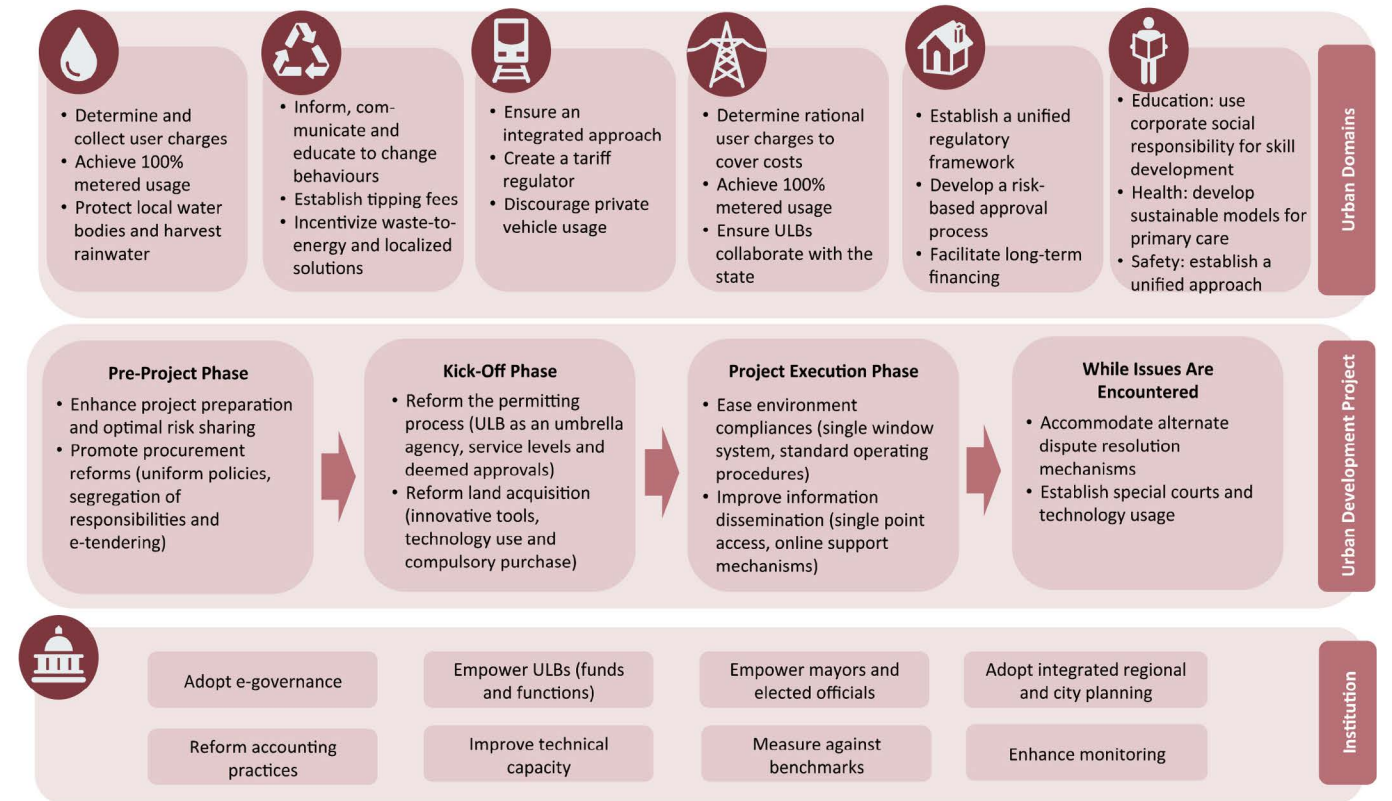 • Determine and
collect user charges
• Achieve 100%
metered usage
• Protect local water
bodies and harvest
rainwater
• Inform, com-
municate and
educate to change
behaviours
• Establish tipping fees
• Incentivize waste-to-
energy and localized
solutions
• Ensure an
integrated approach
• Create a tariff
regulator
• Discourage private
vehicle usage
• Determine rational
user charges to
cover costs
• Achieve 100%
metered usage
• Ensure ULBs
collaborate with the
state
• Establish a unified
regulatory
framework
• Develop a risk-
based approval
process
• Facilitate long-term
financing
• Education: use
corporate social
responsibility for skill
development
• Health: develop
sustainable models for
primary care
• Safety: establish a
unified approach
Urban Domains
Pre-Project Phase
• Enhance project preparation
and optimal risk sharing
• Promote procurement
reforms (uniform policies,
segregation of
responsibilities and
e-tendering)
Kick-Off Phase
• Reform the permitting
process (ULB as an umbrella
agency, service levels and
deemed approvals)
• Reform land acquisition
(innovative tools,
technology use and
compulsory purchase)
Project Execution Phase
• Ease environment
compliances (single window
system, standard operating
procedures)
• Improve information
dissemination (single point
access, online support
mechanisms)
While Issues Are
Encountered
• Accommodate alternate
dispute resolution
mechanisms
• Establish special courts and
technology usage
Urban Development Project
Adopt e-governance
Empower ULBs (funds
and functions)
Empower mayors and
elected officials
Adopt integrated regional
and city planning
Reform accounting
practices
Improve technical
capacity
Measure against
benchmarks
Enhance monitoring
Institution